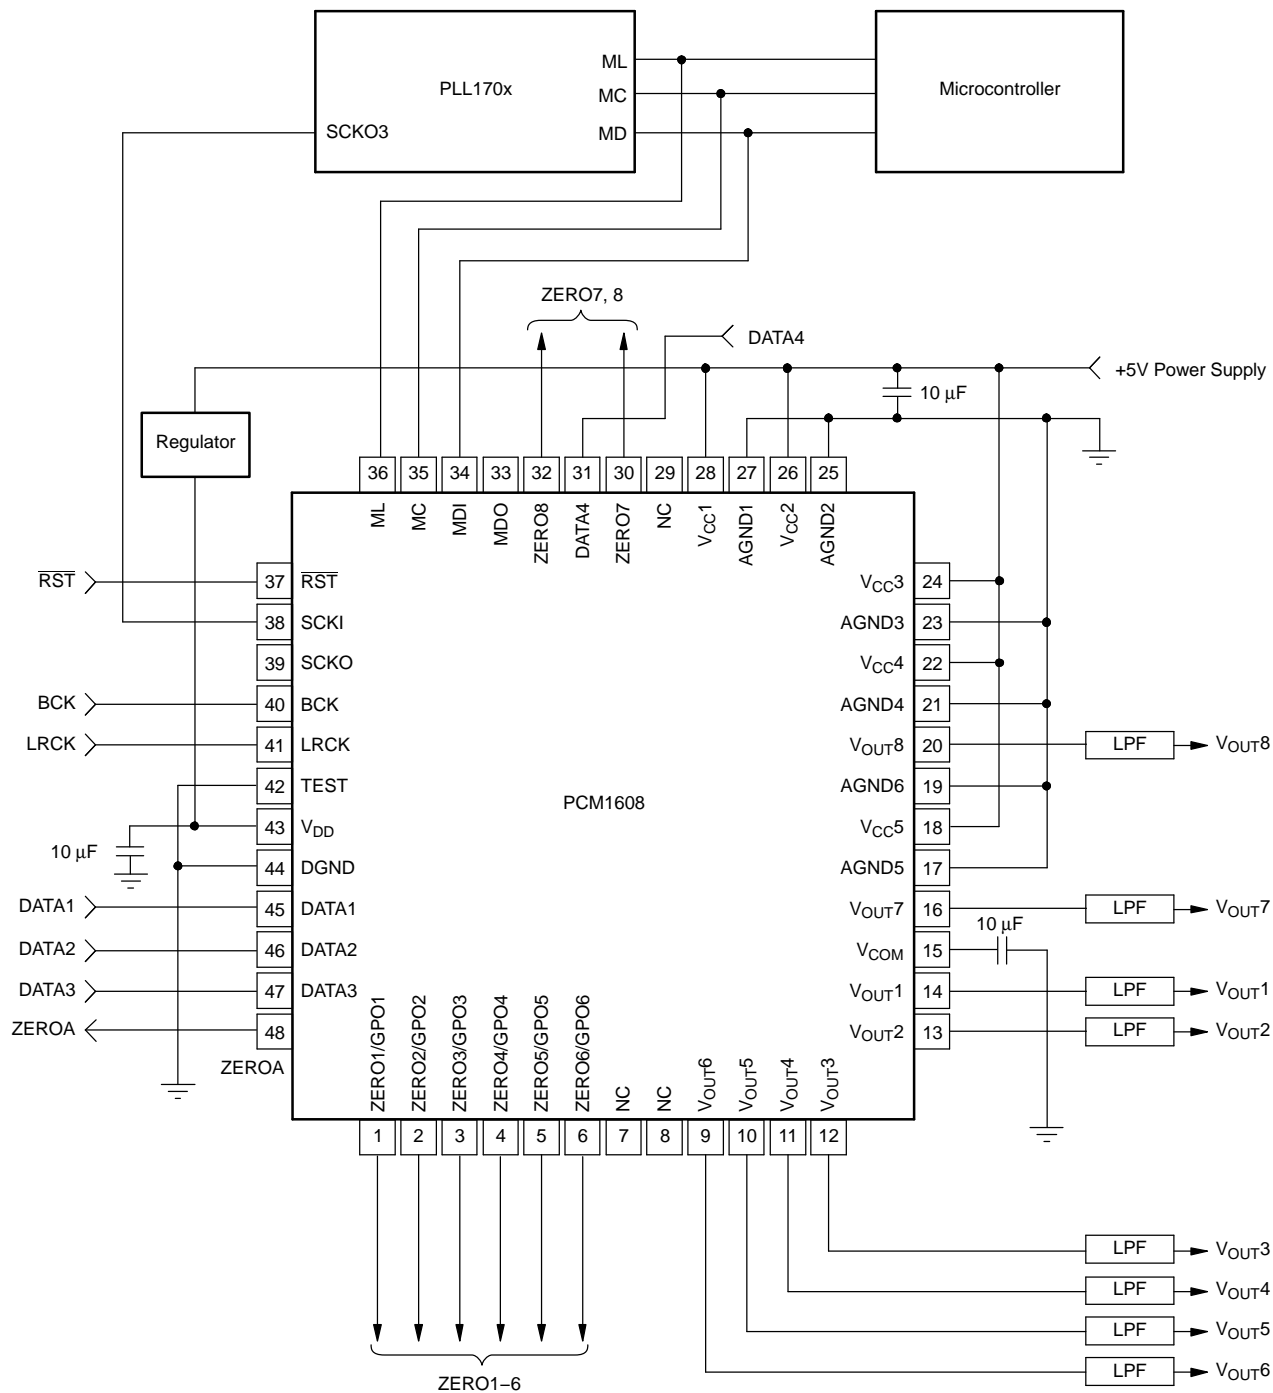 ML
PLL170x
MC
Microcontroller
SCKO3
MD
ZERO7, 8
DATA4
+5V Power Supply
10 μF
Regulator
36
35
34
33
32
31
30
29
28
27
26
25
ML
MC
MDI
MDO
ZERO8
DATA4
ZERO7
NC
VCC1
AGND1
VCC2
AGND2
RST
37
RST
38
SCKI
39
SCKO
BCK
40
BCK
LRCK
41
LRCK
42
TEST
43
VDD
10 μF
44
DGND
DATA1
45
DATA1
DATA2
46
DATA2
DATA3
47
DATA3
ZEROA
48
ZEROA
PCM1608
VCC3
24
AGND3
23
VCC4
22
AGND4
21
VOUT8
20
LPF
VOUT8
AGND6
19
VCC5
18
AGND5
17
VOUT7
16
LPF
VOUT7
10 μF
VCOM
15
VOUT1
14
LPF
VOUT1
VOUT2
13
LPF
VOUT2
ZERO1/GPO1
ZERO2/GPO2
ZERO3/GPO3
ZERO4/GPO4
ZERO5/GPO5
ZERO6/GPO6
NC
NC
VOUT6
VOUT5
VOUT4
VOUT3
1
2
3
4
5
6
7
8
9
10
11
12
LPF
VOUT3
LPF
VOUT4
LPF
VOUT5
LPF
VOUT6
ZERO1–6